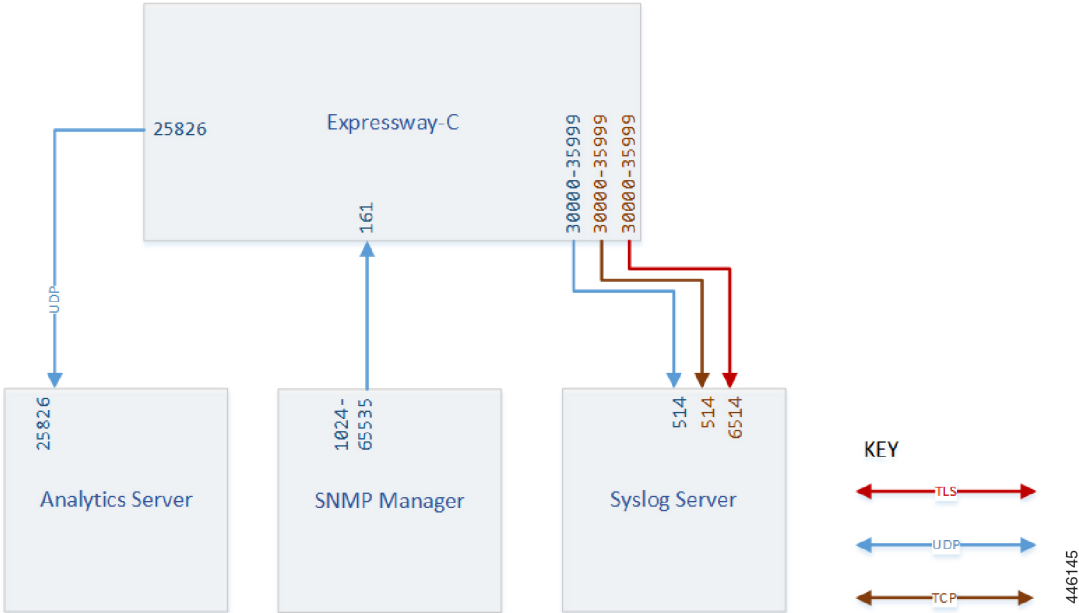 Expressway-C
25826
161
30000-35999
30000-35999
30000-35999
UDP
25826
Analytics Server
1024-
65535
SNMP Manager
514
514
6514
Syslog Server
KEY
TLS
UDP
TCP
446145